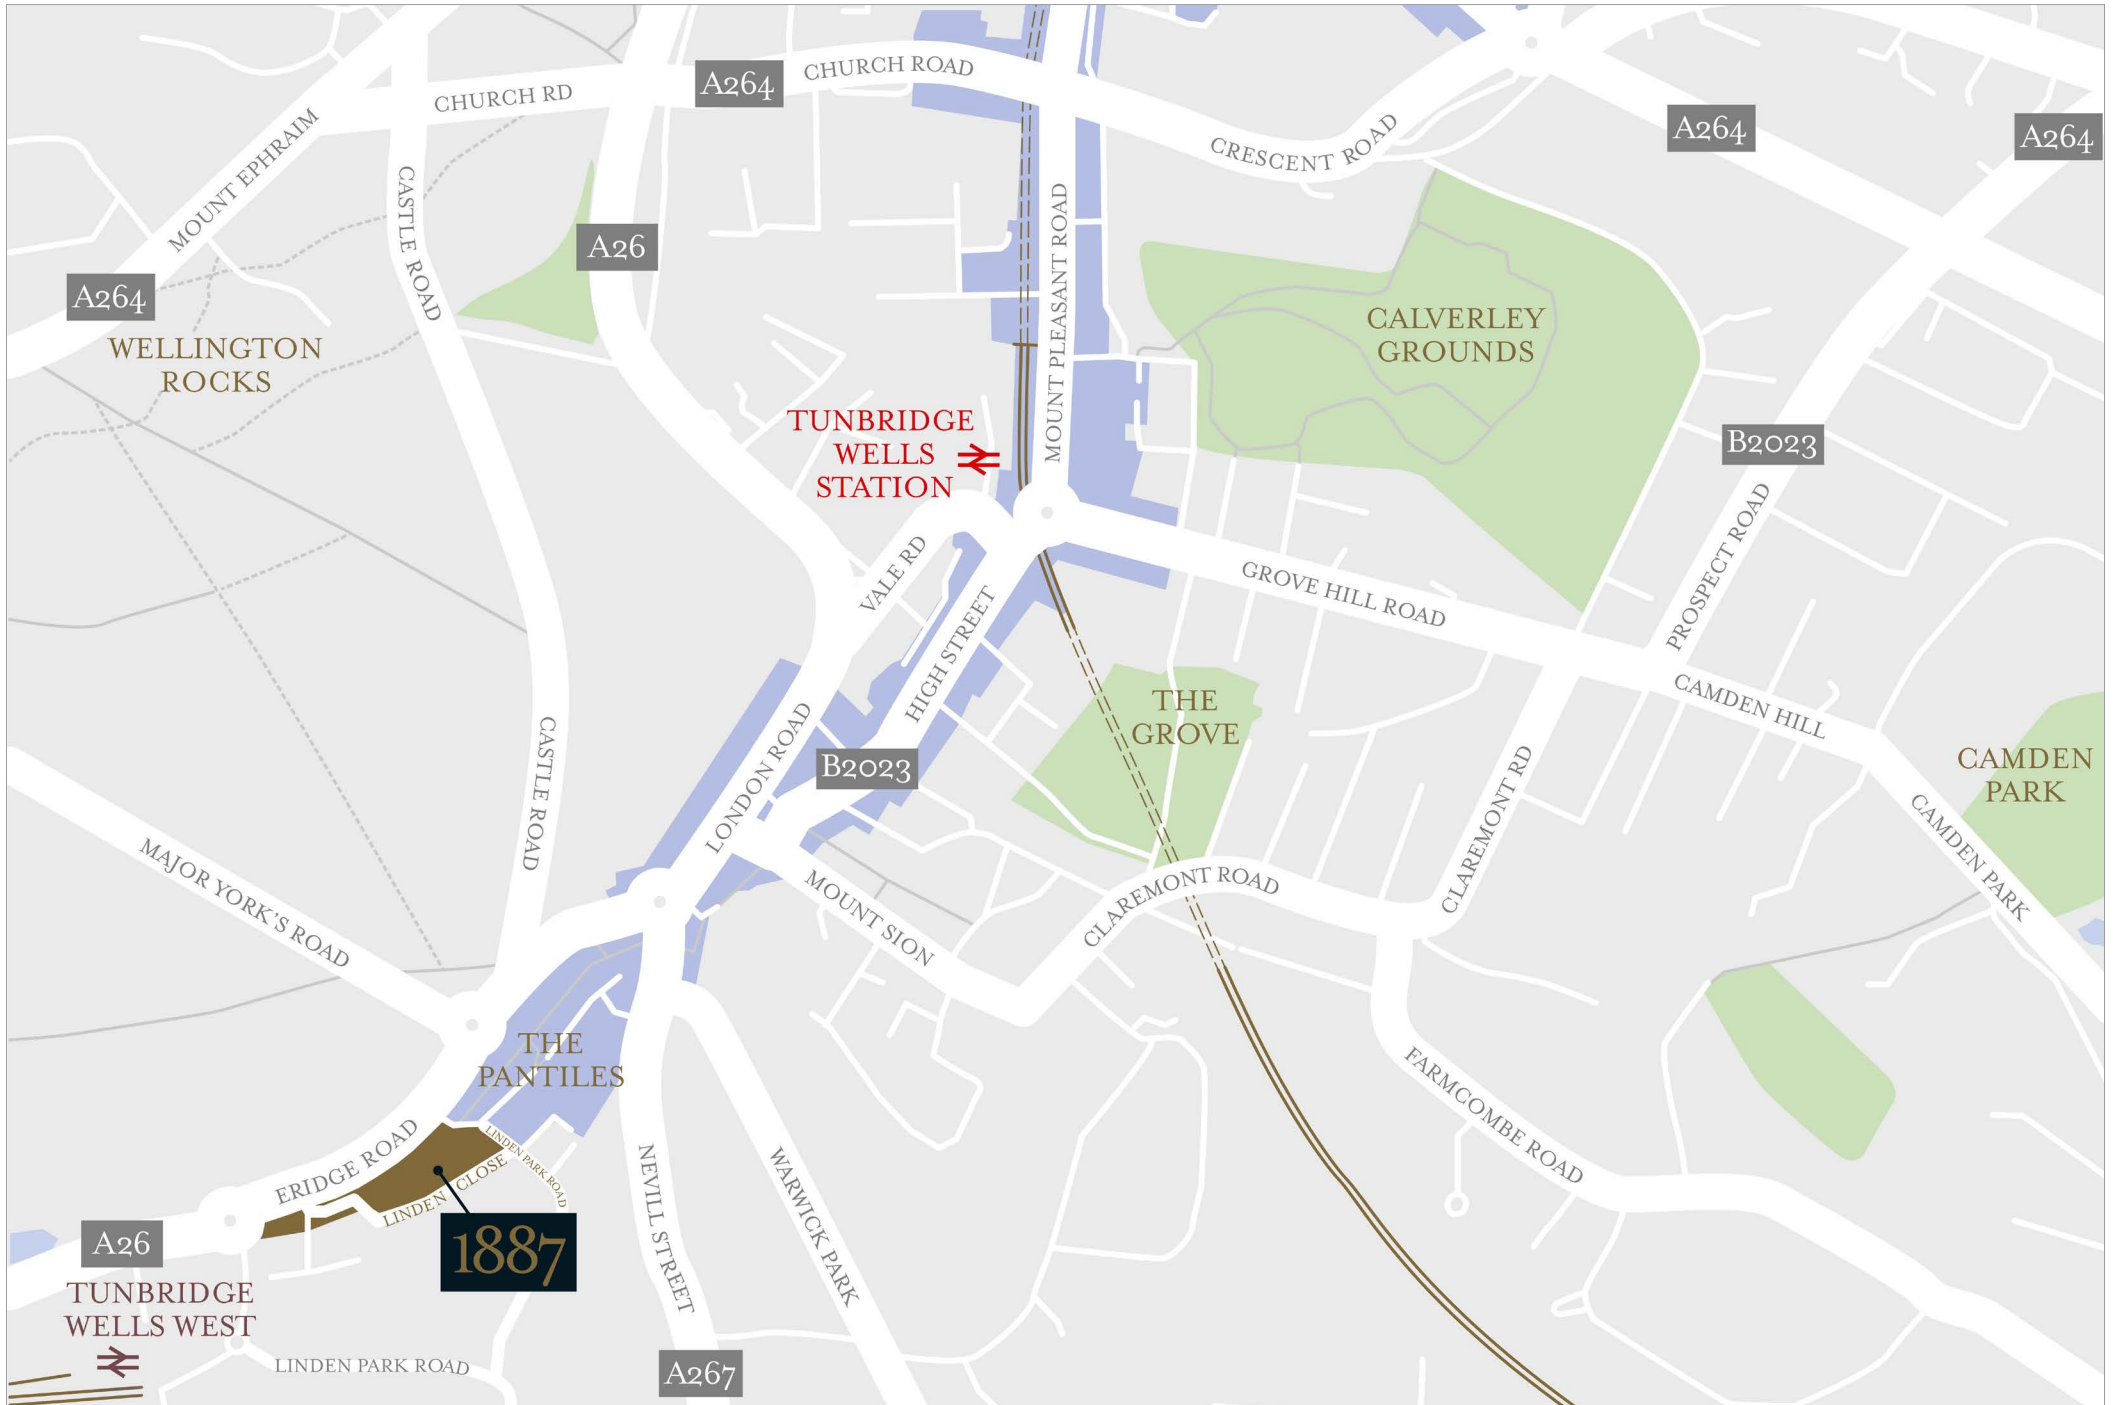 CHURCH RD
A264
CHURCH ROAD
A264
A264
CRESCENT ROAD
MOUNT EPHRAIM
CASTLE ROAD
A26
MOUNT PLEASANT ROAD
A264
WELLINGTON
ROCKS
CALVERLEY
GROUNDS
TUNBRIDGE
WELLS
STATION
B2023
PROSPECT ROAD
VALE RD
GROVE HILL ROAD
HIGH STREET
THE
GROVE
CAMDEN HILL
LONDON ROAD
B2023
CASTLE ROAD
CLAREMONT RD
CAMDEN
PARK
CAMDEN PARK
MAJOR YORK'S ROAD
MOUNT SION
CLAREMONT ROAD
THE
PANTILES
FARMCOMBE ROAD
ERIDGE ROAD
LINDEN PARK ROAD
LINDEN CLOSE
NEVILL STREET
WARWICK PARK
A26
1887
TUNBRIDGE
WELLS WEST
LINDEN PARK ROAD
A267